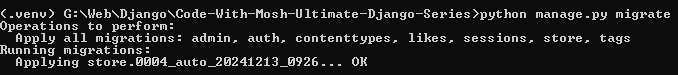 (.venv) G:\Web\Django\Code-With-Mosh-Ultimate-Django-Series>python manage.py migrate
Operations to perform:
  Apply all migrations: admin, auth, contenttypes, likes, sessions, store, tags
Running migrations:
  Applying store.0004_auto_20241213_0926... OK